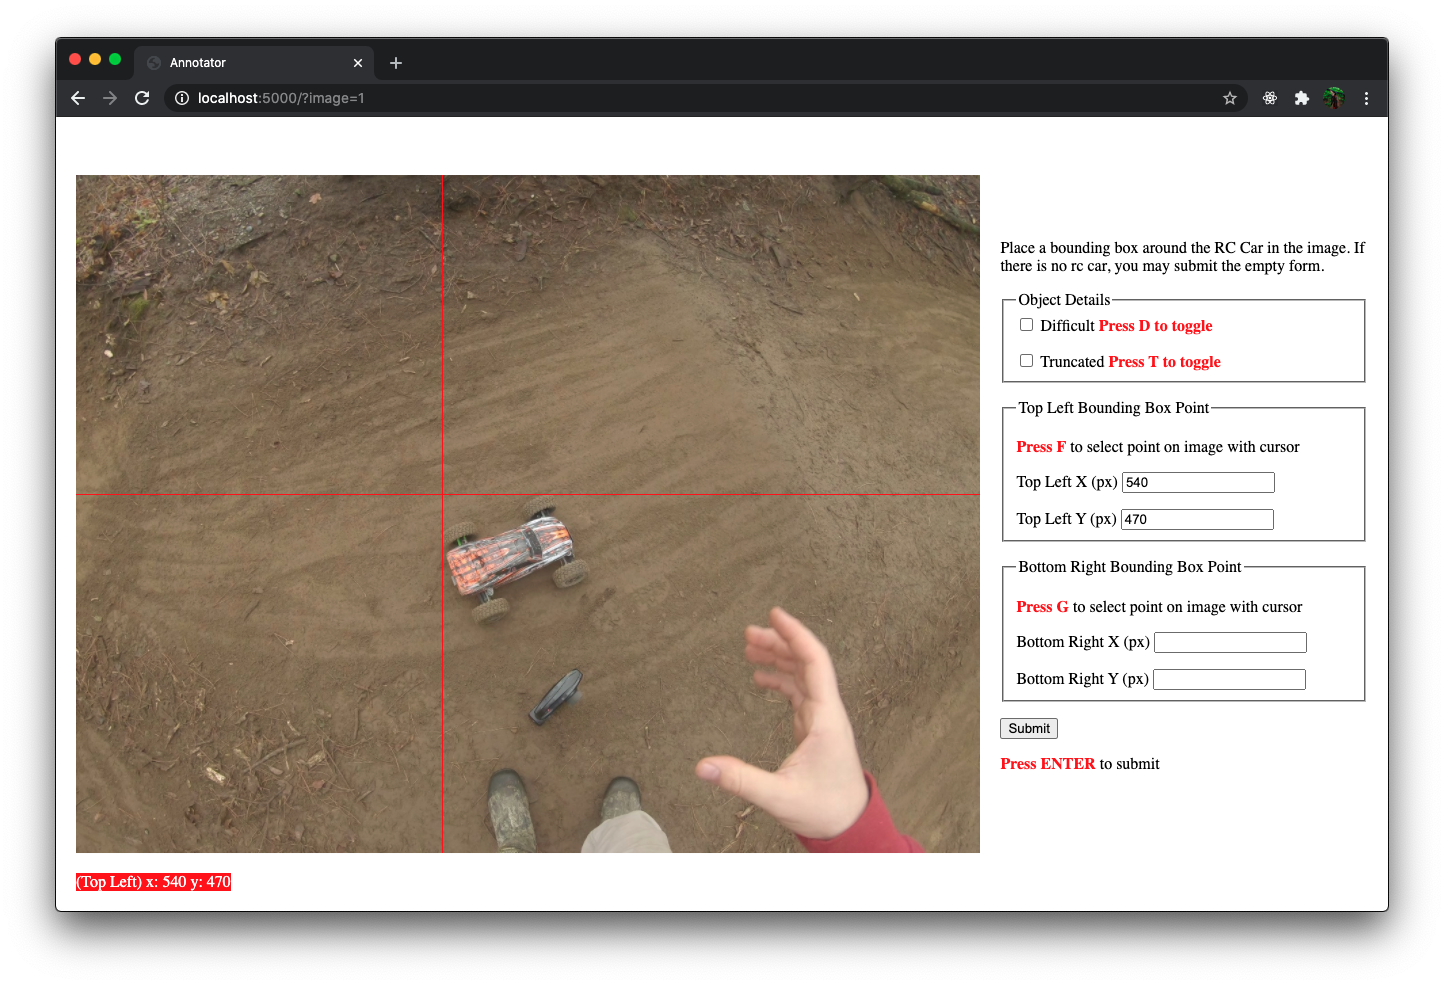 Annotator
localhost:5000/?image=1
Place a bounding box around the RC Car in the image. If
there is no rc car, you may submit the empty form.
Object Details
Difficult Press D to toggle
Truncated Press T to toggle
Top Left Bounding Box Point
Press F to select point on image with cursor
Top Left X (px) 540
Top Left Y (px) 470
Bottom Right Bounding Box Point
Press G to select point on image with cursor
Bottom Right X (px)
Bottom Right Y (px)
Submit
Press ENTER to submit
(Top Left) x: 540 y: 470